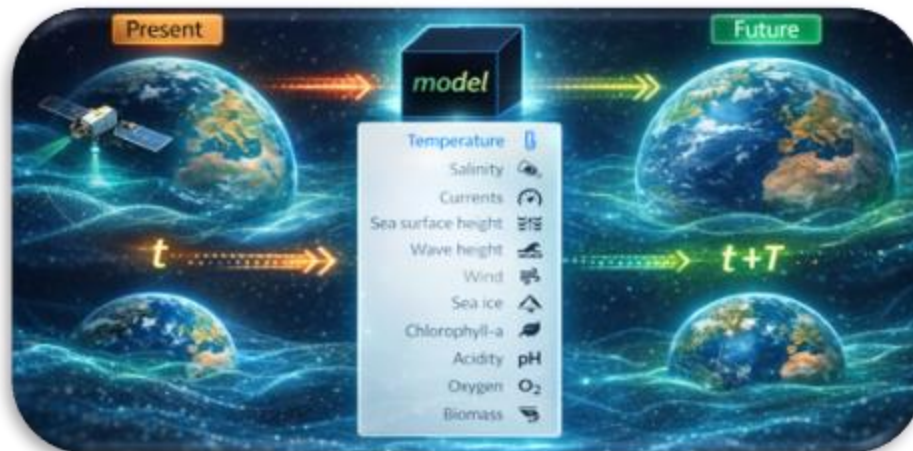 Present
Future
model
Temperature
Salinity
Currents
Sea surface height
Wave height
Wind
Sea ice
Chlorophyll-a
Acidity pH
Oxygen O₂
Biomass
t
t+T